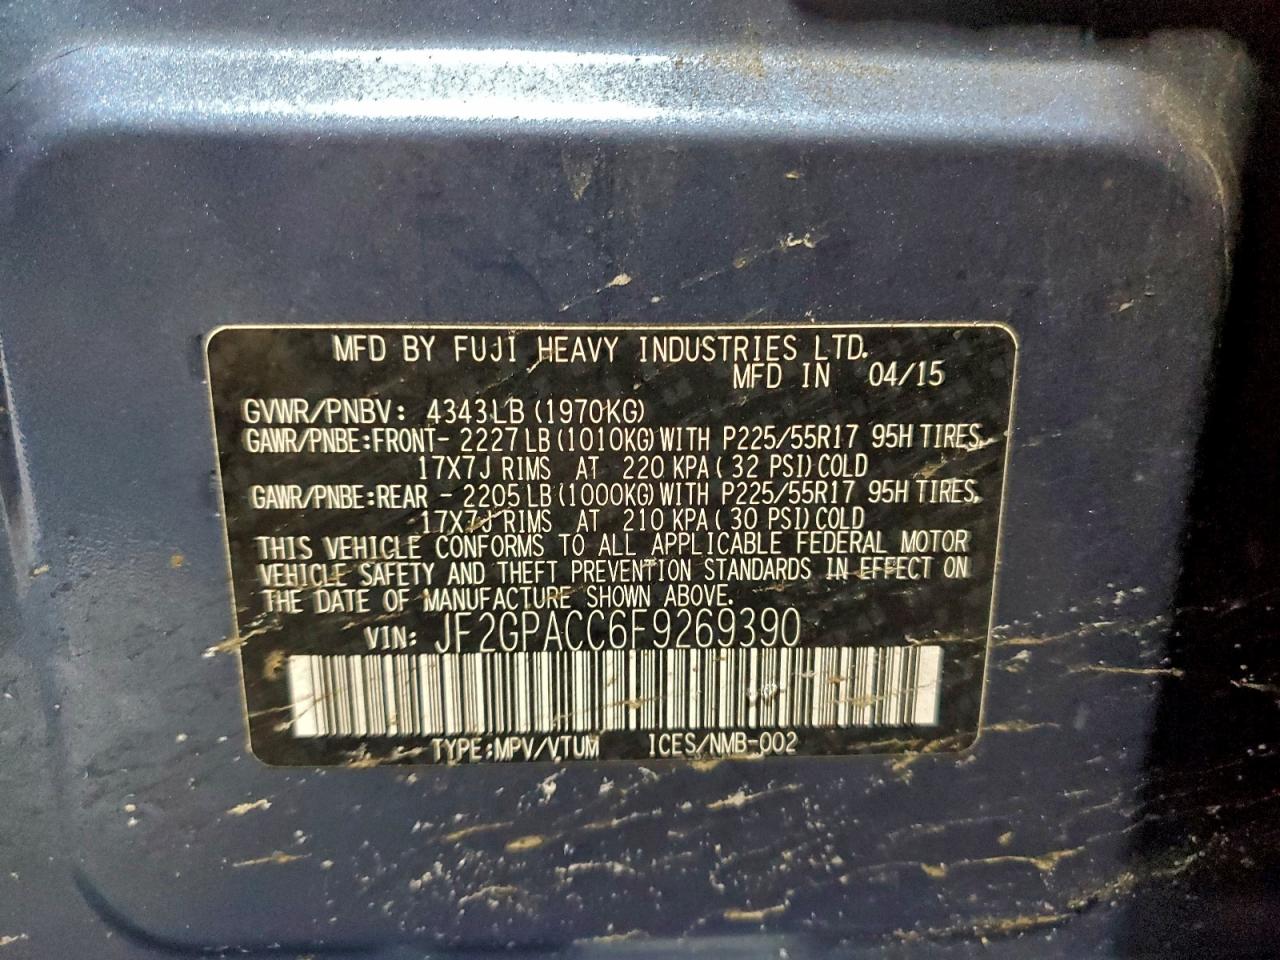 MFD BY FUJI HEAVY INDUSTRIES LTD.
MFD IN 04/15
GVWR/PNBV: 4343LB(1970KG)
GAWR/PNBE:FRONT- 2227LB(1010KG)WITH P225/55R17 95H TIRES,
17X7J RIMS AT 220 KPA( 32 PSI)COLD
GAWR/PNBE:REAR - 2205LB(1000KG)WITH P225/55R17 95H TIRES,
17X7J RIMS AT 210 KPA( 30 PSI)COLD
THIS VEHICLE CONFORMS TO ALL APPLICABLE FEDERAL MOTOR
VEHICLE SAFETY AND THEFT PREVENTION STANDARDS IN EFFECT ON
THE DATE OF MANUFACTURE SHOWN ABOVE.
VIN: JF2GPACC6F9269390
TYPE:MPV/VTUM ICES/NMB-002